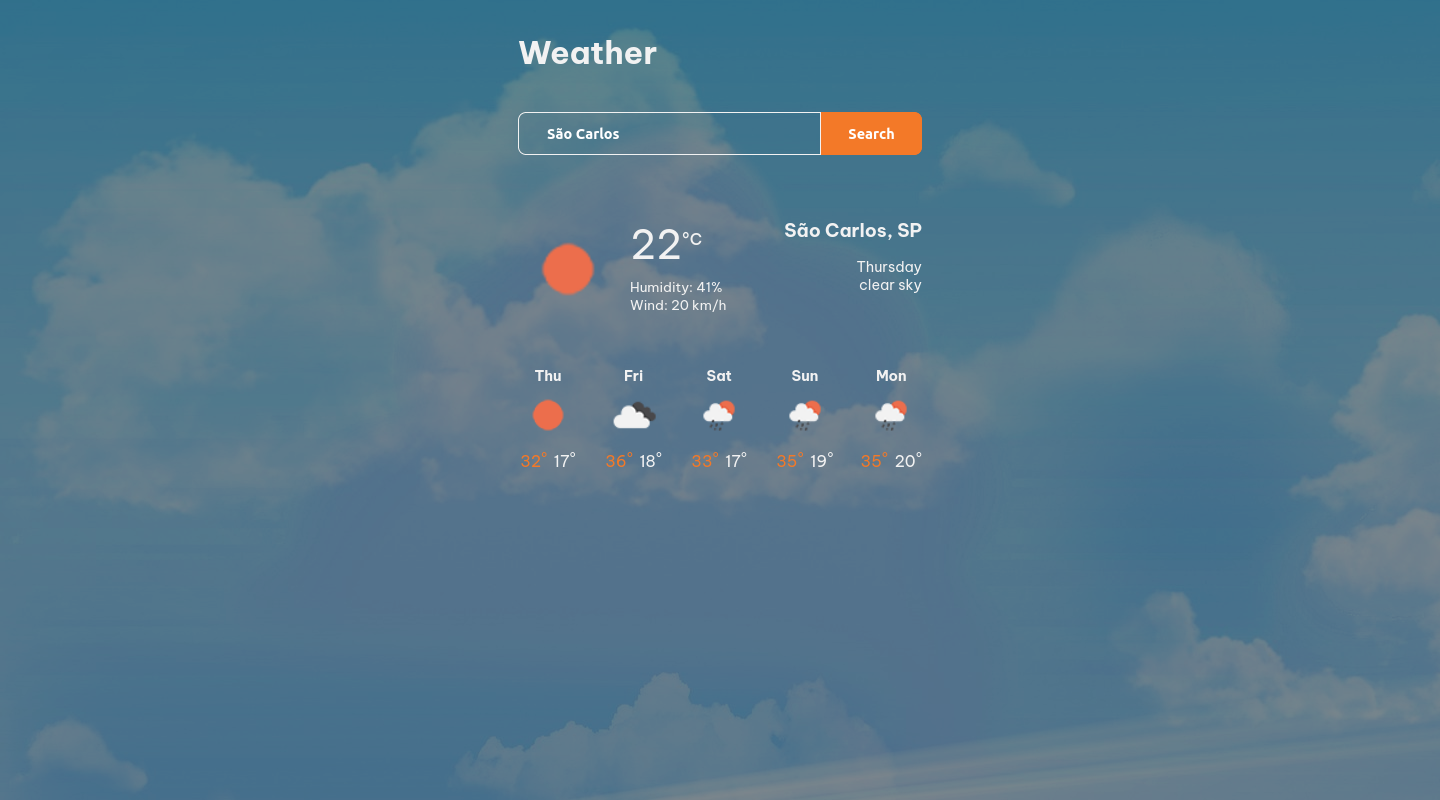 Weather
São Carlos
Search
22°C
Humidity: 41%
Wind: 20 km/h
São Carlos, SP
Thursday
clear sky
Thu Fri Sat Sun Mon
32° 17° 36° 18° 33° 17° 35° 19° 35° 20°